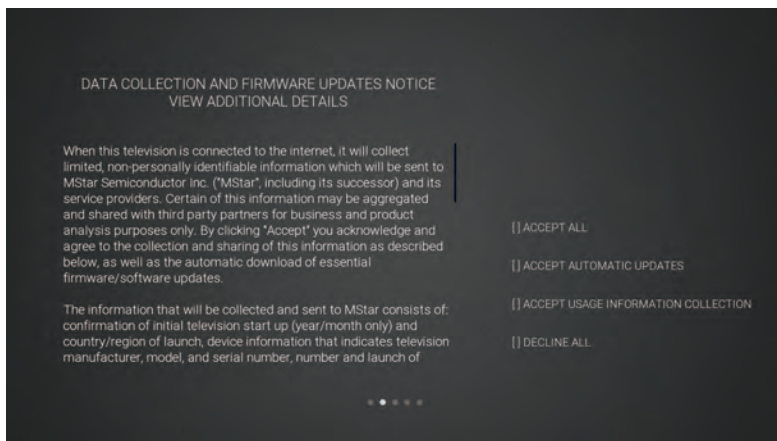 DATA COLLECTION AND FIRMWARE UPDATES NOTICE
VIEW ADDITIONAL DETAILS
When this television is connected to the internet, it will collect
limited, non-personally identifiable information which will be sent to
MStar Semiconductor Inc. ("MStar", including its successor) and its
service providers. Certain of this information may be aggregated
and shared with third party partners for business and product
analysis purposes only. By clicking "Accept" you acknowledge and
agree to the collection and sharing of this information as described
below, as well as the automatic download of essential
firmware/software updates.
The information that will be collected and sent to MStar consists of:
confirmation of initial television start up (year/month only) and
country/region of launch, device information that indicates television
manufacturer, model, and serial number, number and launch of
[ ] ACCEPT ALL
[ ] ACCEPT AUTOMATIC UPDATES
[ ] ACCEPT USAGE INFORMATION COLLECTION
[ ] DECLINE ALL